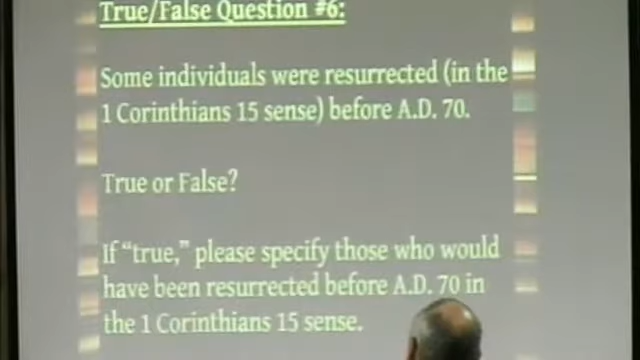 True/False Question #6:
Some individuals were resurrected (in the
1 Corinthians 15 sense) before A.D. 70.
True or False?
If “true,” please specify those who would
have been resurrected before A.D. 70 in
the 1 Corinthians 15 sense.